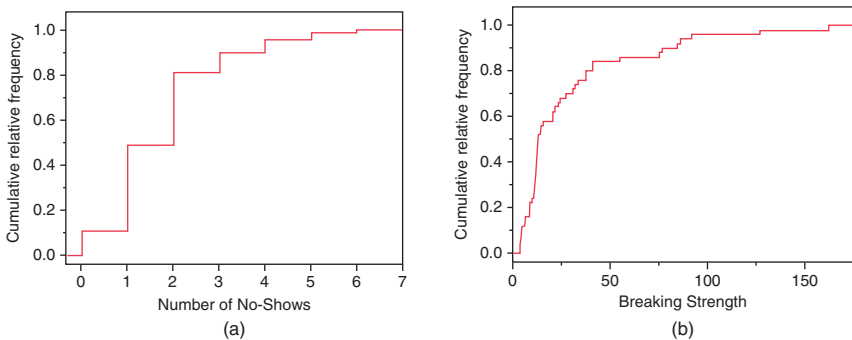 Cumulative relative frequency
1.0
0.8
0.6
0.4
0.2
0.0
0 1 2 3 4 5 6 7
Number of No-Shows
(a)
Cumulative relative frequency
1.0
0.8
0.6
0.4
0.2
0.0
0 50 100 150
Breaking Strength
(b)